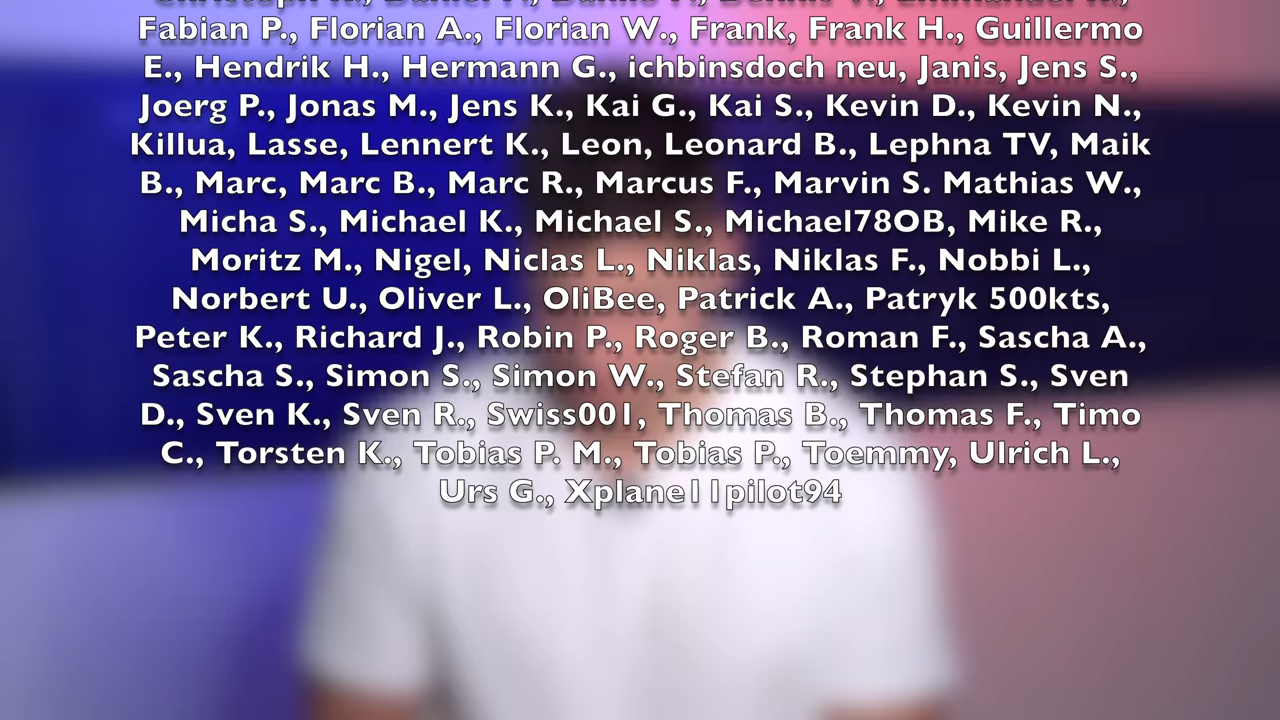 Fabian P., Florian A., Florian W., Frank, Frank H., Guillermo
E., Hendrik H., Hermann G., ichbinsdoch neu, Janis, Jens S.,
Joerg P., Jonas M., Jens K., Kai G., Kai S., Kevin D., Kevin N.,
Killua, Lasse, Lennert K., Leon, Leonard B., Lephna TV, Maik
B., Marc, Marc B., Marc R., Marcus F., Marvin S. Mathias W.,
Micha S., Michael K., Michael S., Michael78OB, Mike R.,
Moritz M., Nigel, Niclas L., Niklas, Niklas F., Nobbi L.,
Norbert U., Oliver L., OliBee, Patrick A., Patryk 500kts,
Peter K., Richard J., Robin P., Roger B., Roman F., Sascha A.,
Sascha S., Simon S., Simon W., Stefan R., Stephan S., Sven
D., Sven K., Sven R., Swiss001, Thomas B., Thomas F., Timo
C., Torsten K., Tobias P. M., Tobias P., Toemmy, Ulrich L.,
Urs G., Xplane11pilot94